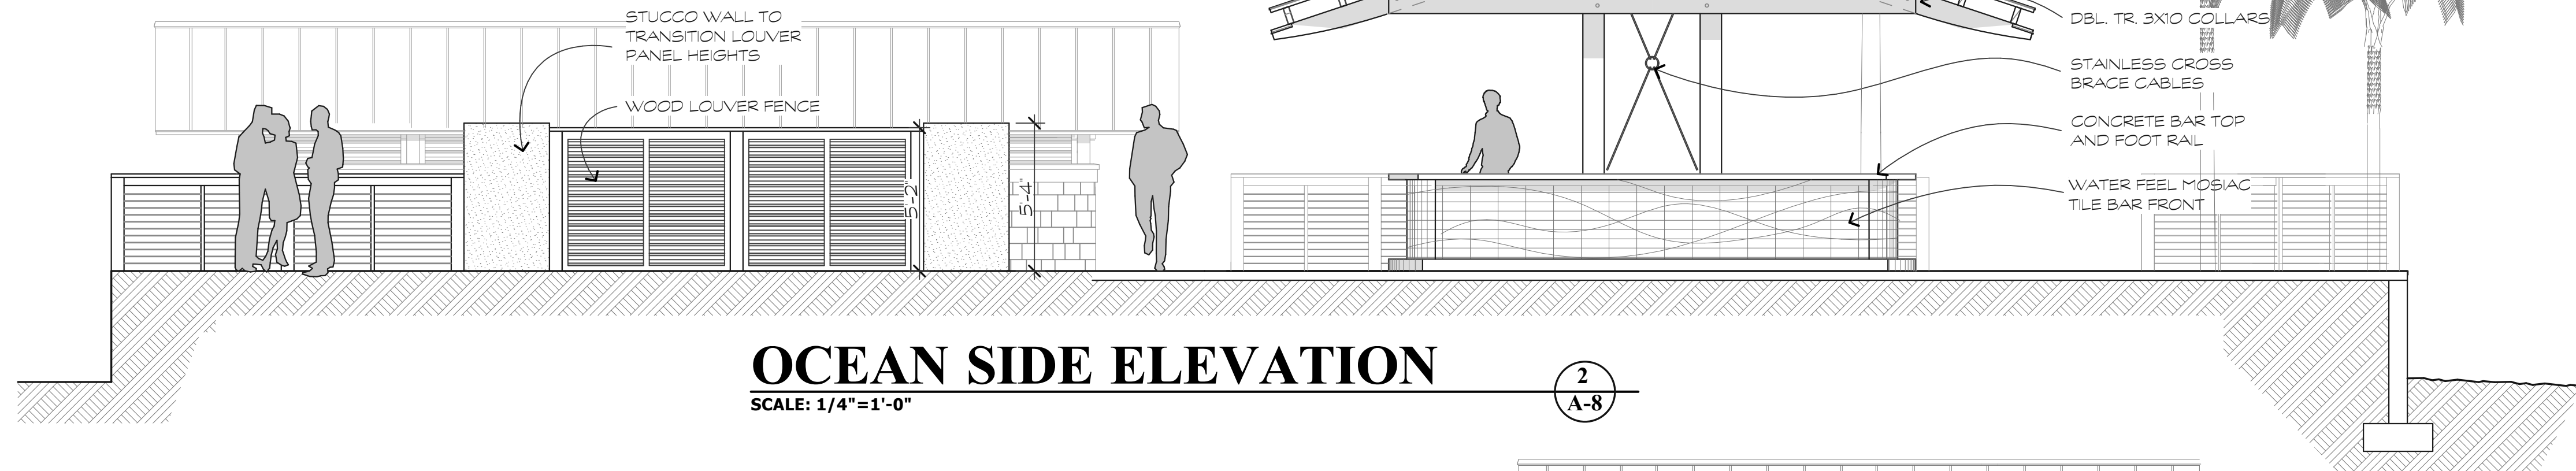 STUCCO WALL TO
TRANSITION LOUVER
PANEL HEIGHTS
WOOD LOUVER FENCE
5'-2"
5'-4"
DBL. TR. 3X10 COLLARS
STAINLESS CROSS
BRACE CABLES
CONCRETE BAR TOP
AND FOOT RAIL
WATER FEEL MOSIAC
TILE BAR FRONT
OCEAN SIDE ELEVATION
SCALE: 1/4"=1'-0"
2
A-8